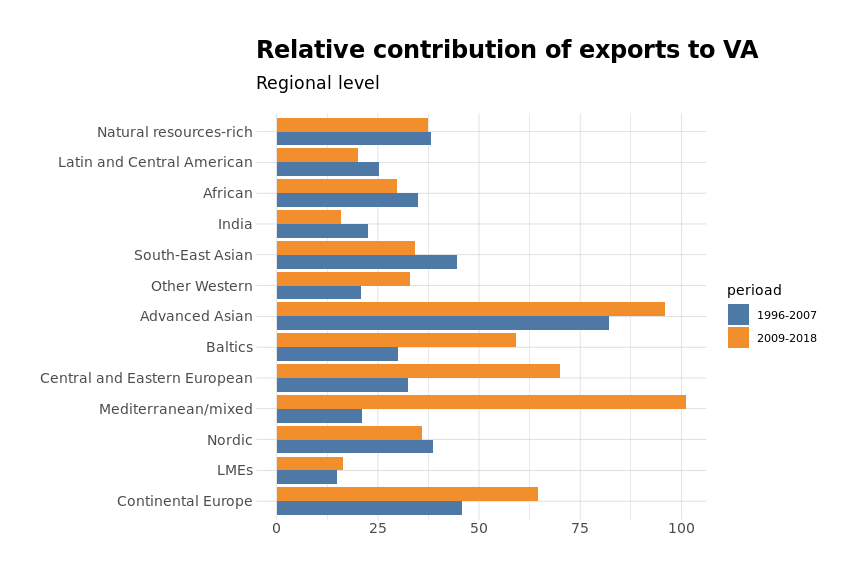 Relative contribution of exports to VA
Regional level
Natural resources-rich
Latin and Central American
African
India
South-East Asian
Other Western
Advanced Asian
Baltics
Central and Eastern European
Mediterranean/mixed
Nordic
LMEs
Continental Europe
0 25 50 75 100
perioad
1996-2007
2009-2018